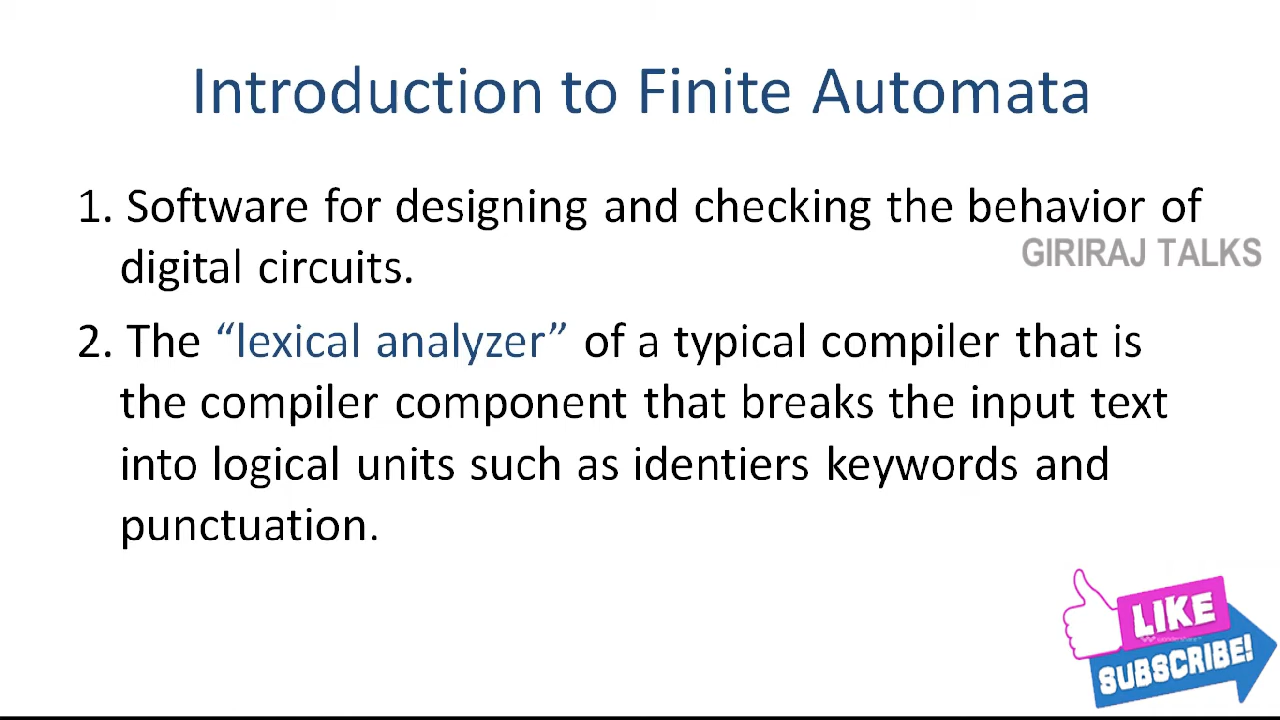 Introduction to Finite Automata
1. Software for designing and checking the behavior of
GIRIRAJ TALKS
digital circuits.
2. The “lexical analyzer” of a typical compiler that is
the compiler component that breaks the input text
into logical units such as identiers keywords and
punctuation.
LIKE
SUBSCRIBE!